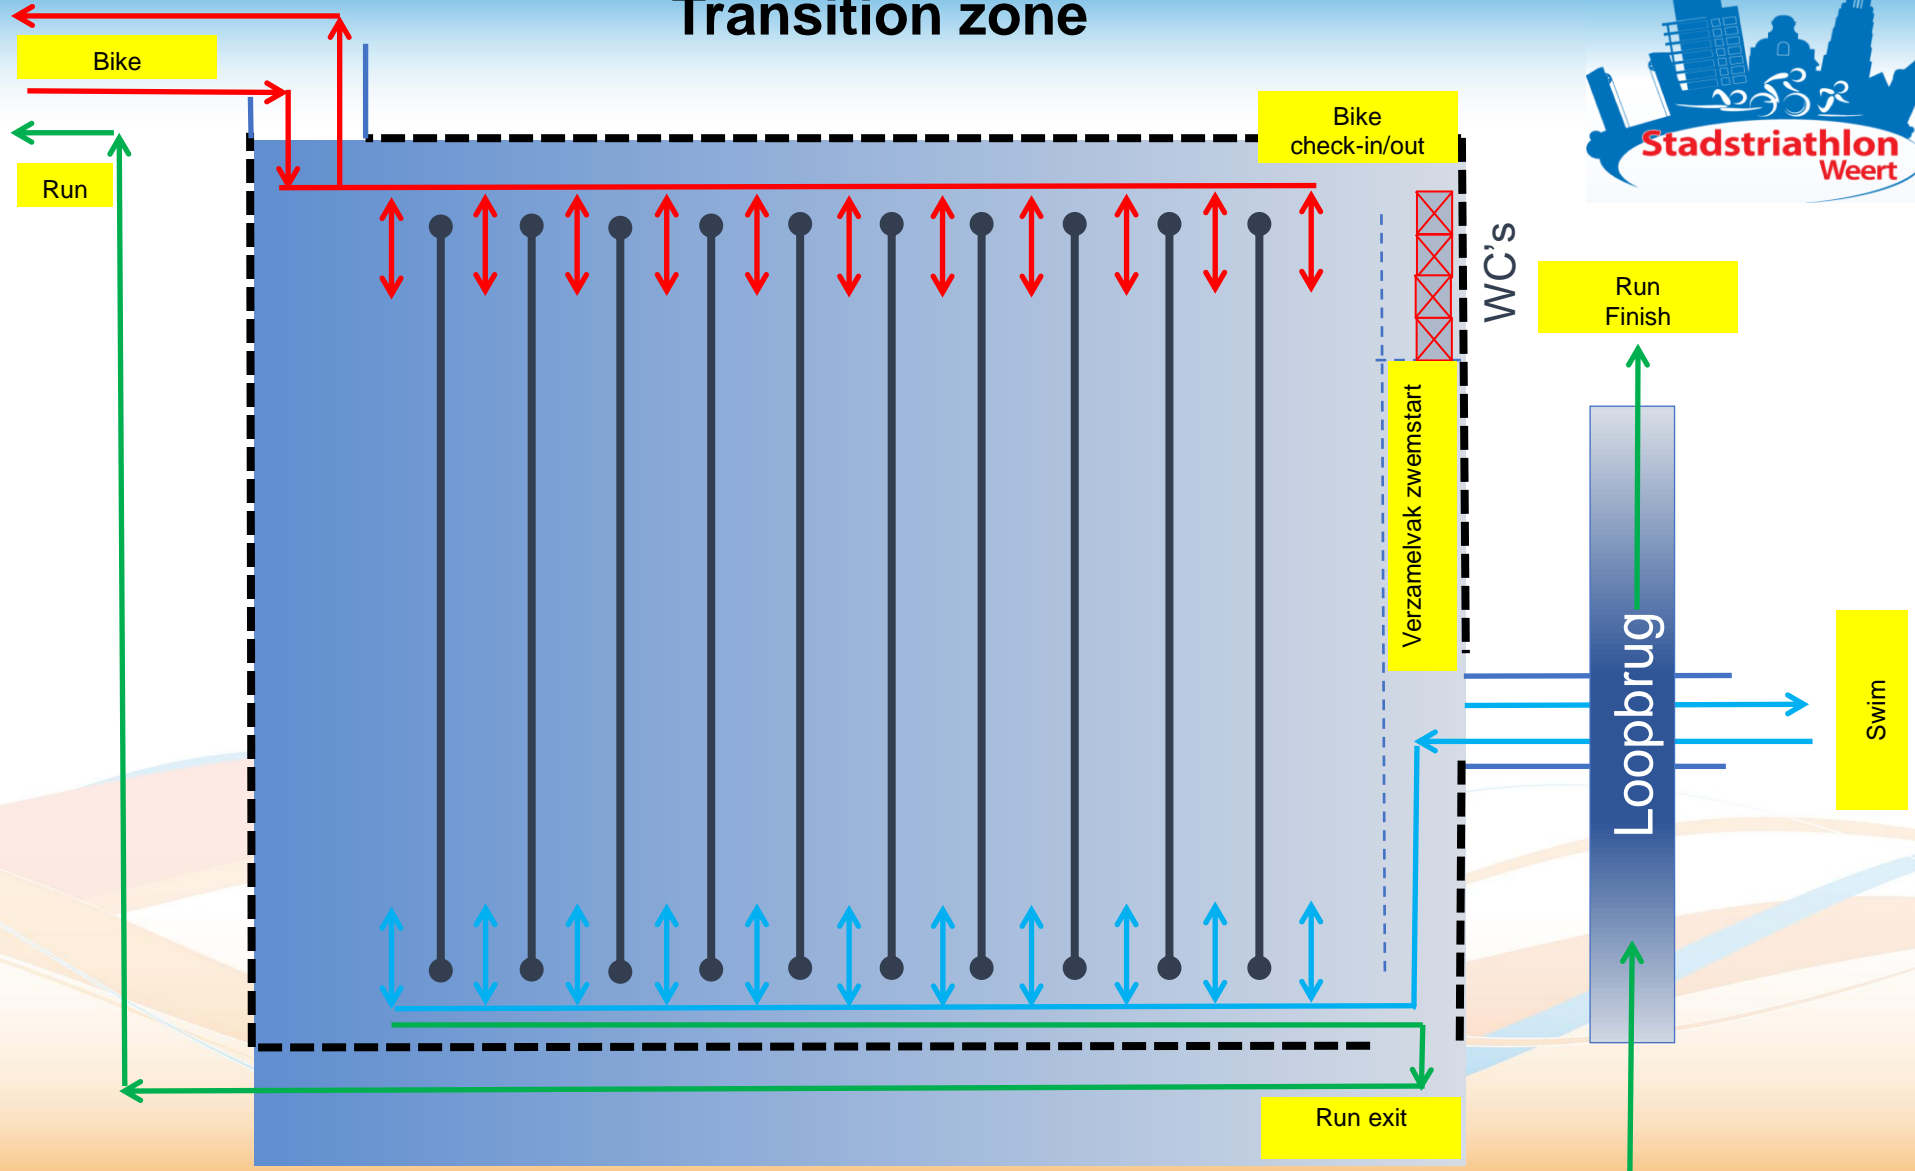 Transition zone
Bike
Run
Bike
check-in/out
Stadstriathlon
Weert
WC's
Run
Finish
Verzamelvak zwemstart
Loopbrug
Swim
Run exit